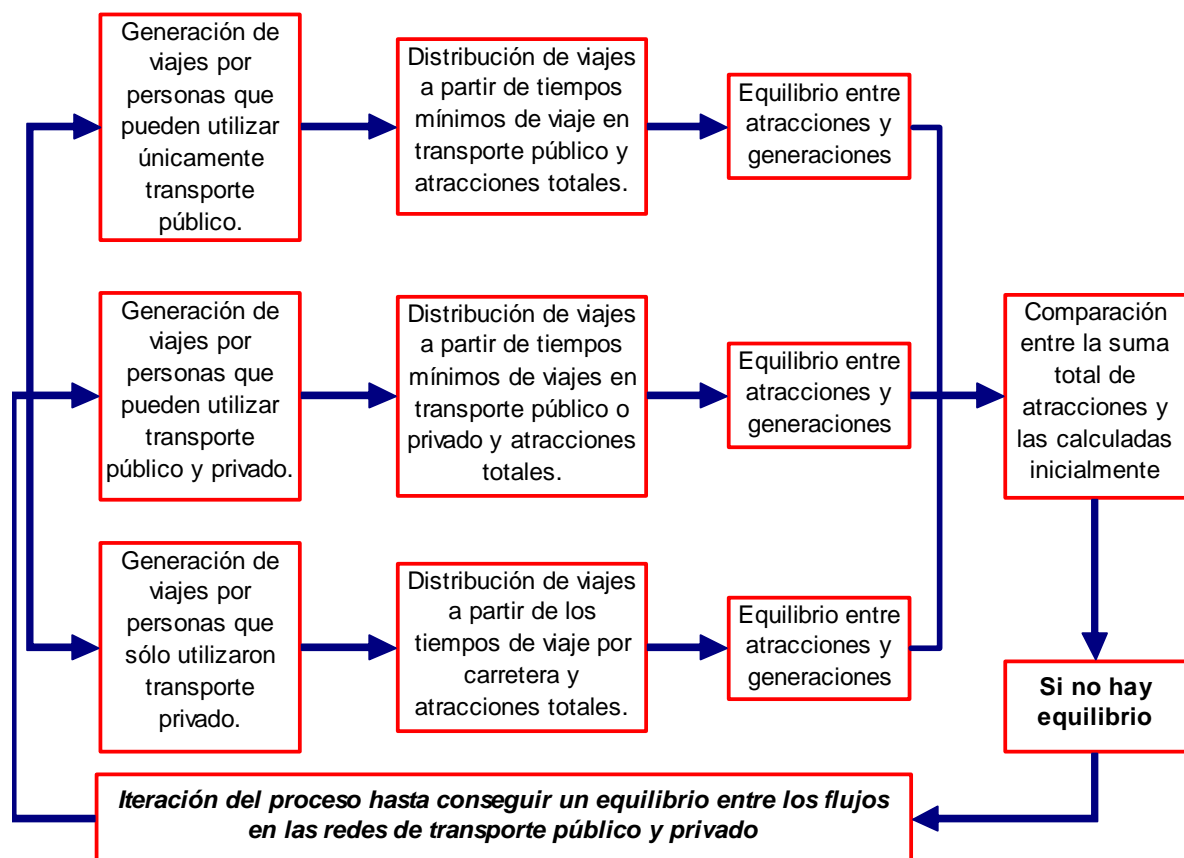 Generación de
viajes por
personas que
pueden utilizar
únicamente
transporte
público.
Distribución de viajes
a partir de tiempos
mínimos de viaje en
transporte público y
atracciones totales.
Equilibrio entre
atracciones y
generaciones
Generación de
viajes por
personas que
pueden utilizar
transporte
público y privado.
Distribución de viajes
a partir de tiempos
mínimos de viajes en
transporte público o
privado y atracciones
totales.
Equilibrio entre
atracciones y
generaciones
Comparación
entre la suma
total de
atracciones y
las calculadas
inicialmente
Generación de
viajes por
personas que
sólo utilizaron
transporte
privado.
Distribución de viajes
a partir de los
tiempos de viaje por
carretera y
atracciones totales.
Equilibrio entre
atracciones y
generaciones
Si no hay
equilibrio
Iteración del proceso hasta conseguir un equilibrio entre los flujos
en las redes de transporte público y privado